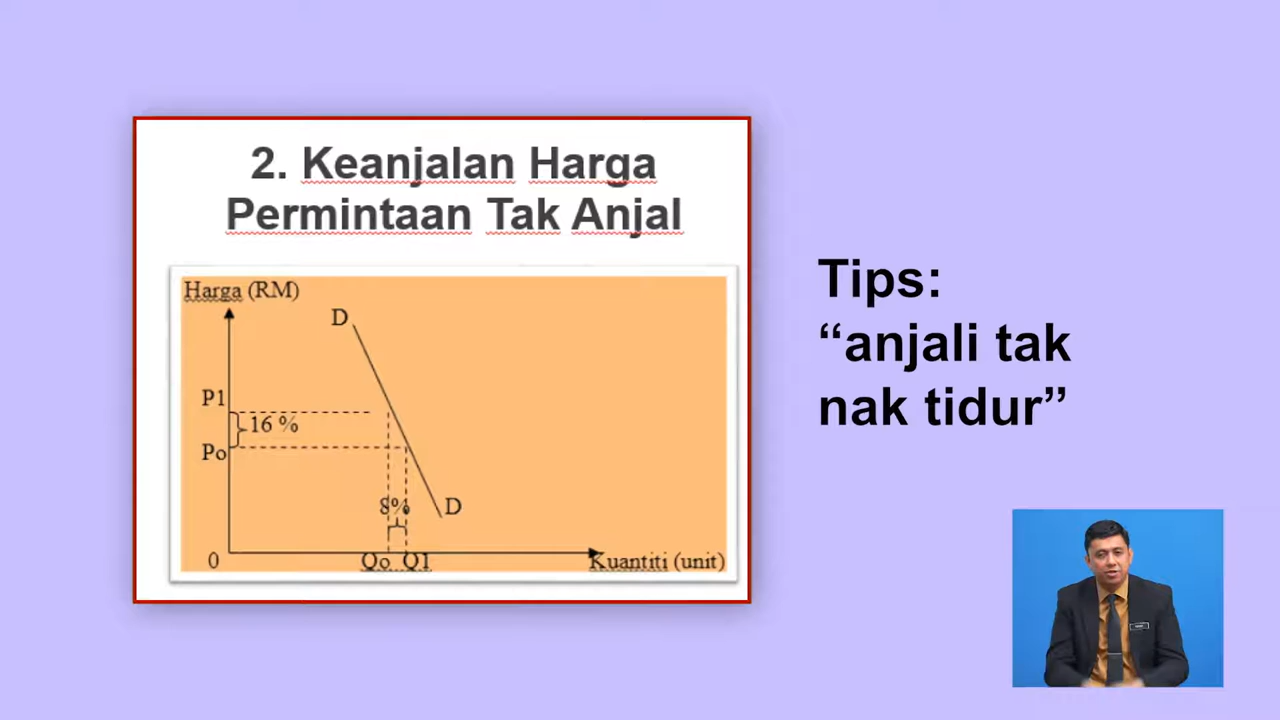 2. Keanjalan Harga
Permintaan Tak Anjal
Harga (RM)
D
P1
16 %
Po
8%
D
0
Qo Q1
Kuantiti (unit)
Tips:
“anjali tak
nak tidur”